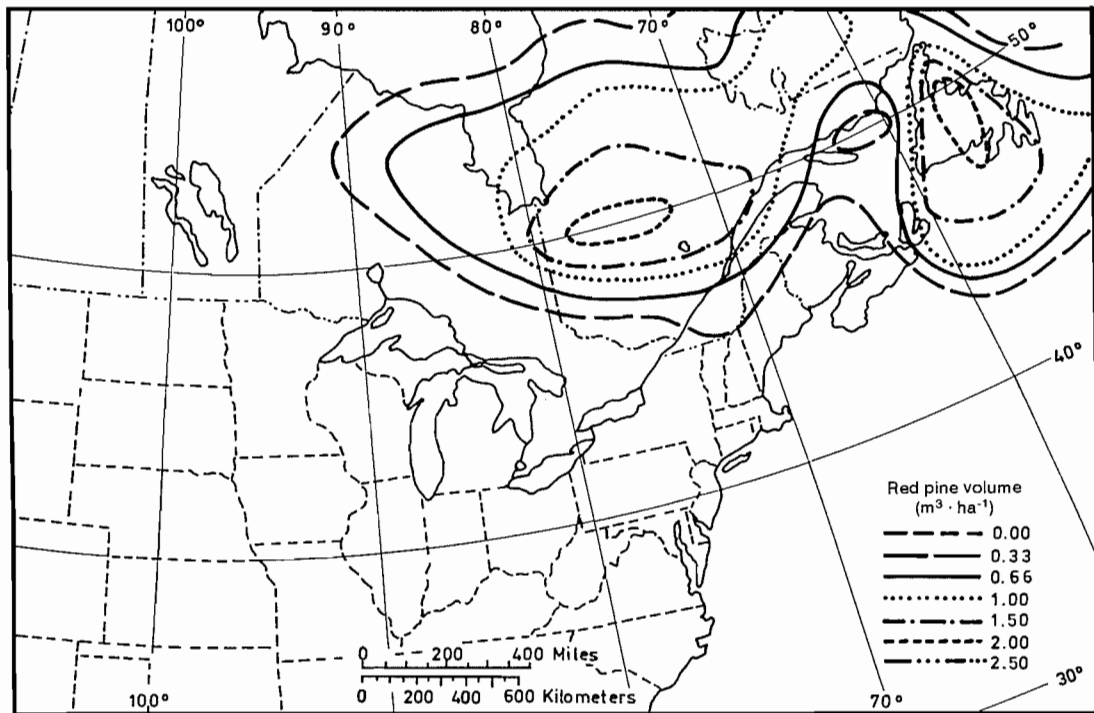 100° 90° 80° 70° 50°
40°
Red pine volume
(m³ · ha⁻¹)
0.00
0.33
0.66
1.00
1.50
2.00
2.50
0 200 400 Miles
0 200 400 600 Kilometers
100° 90° 80° 70° 30°